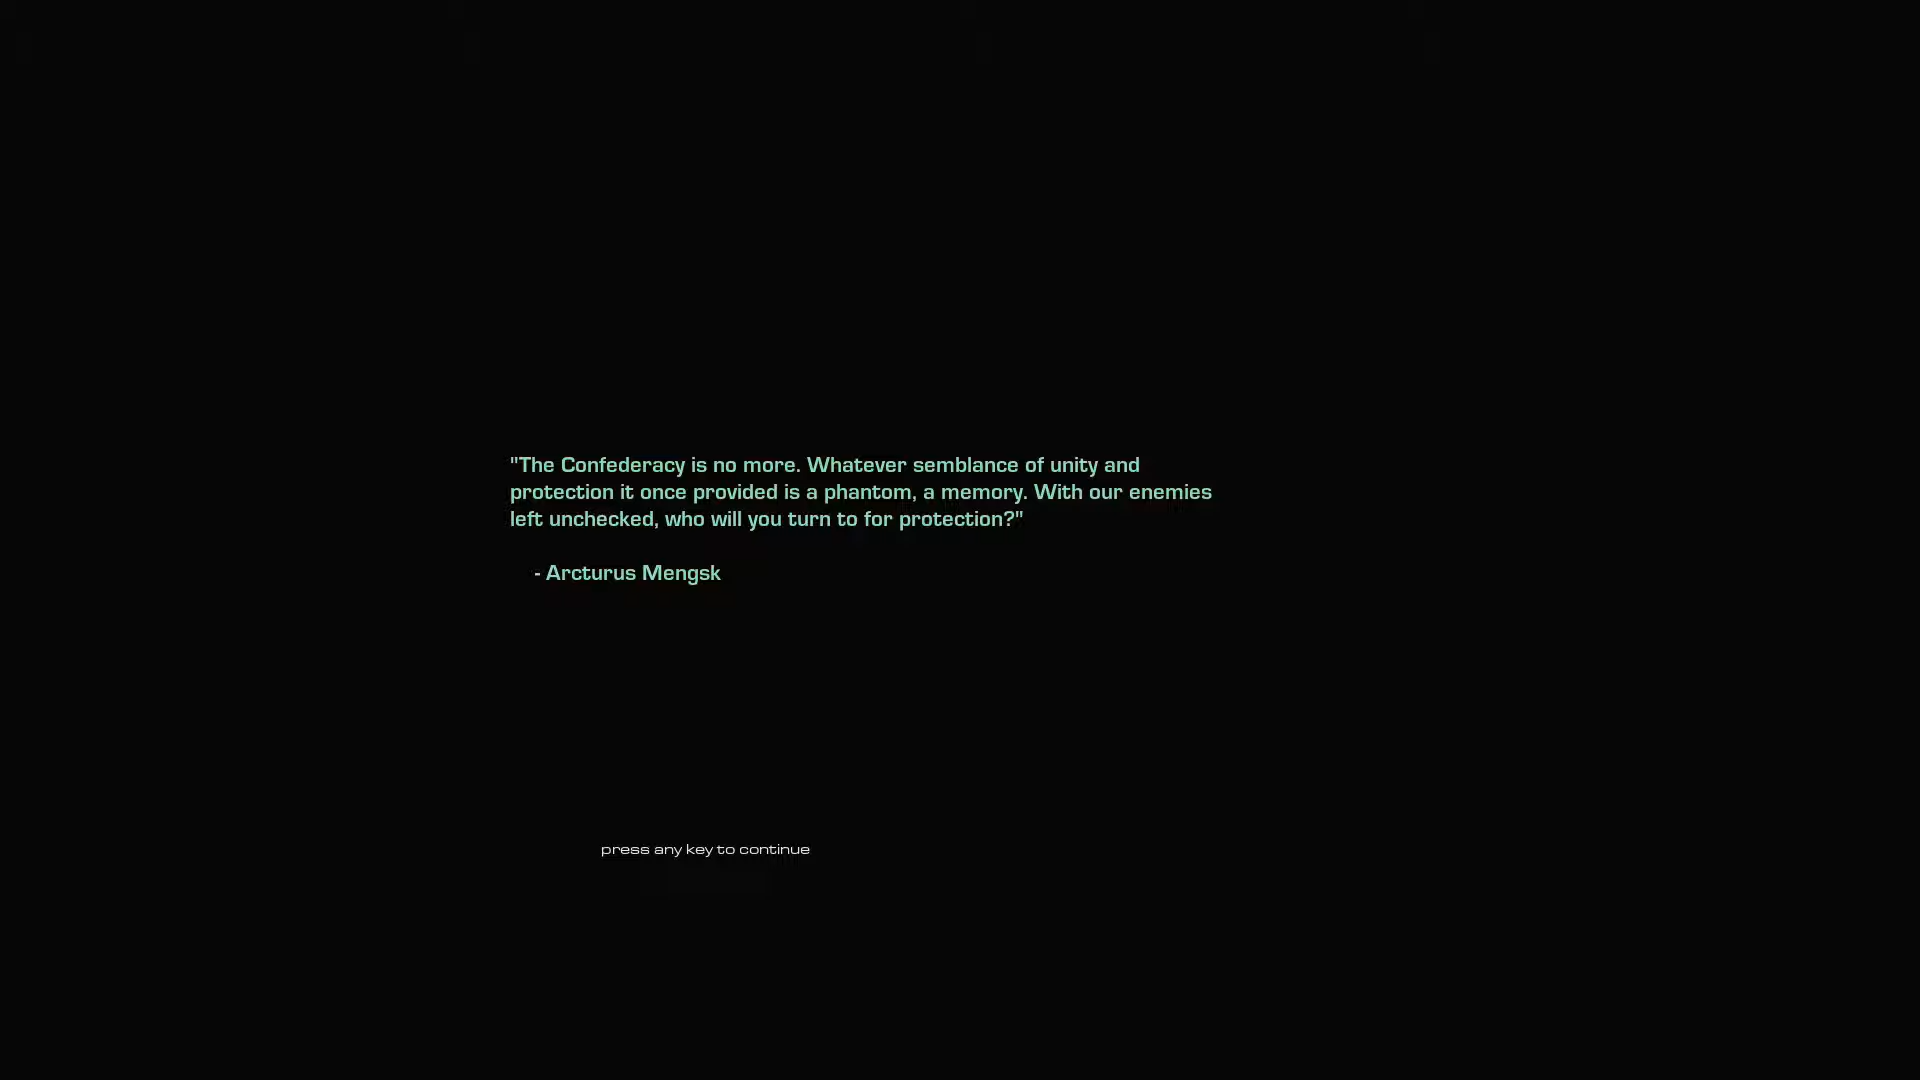 "The Confederacy is no more. Whatever semblance of unity and
protection it once provided is a phantom, a memory. With our enemies
left unchecked, who will you turn to for protection?"
- Arcturus Mengsk
press any key to continue